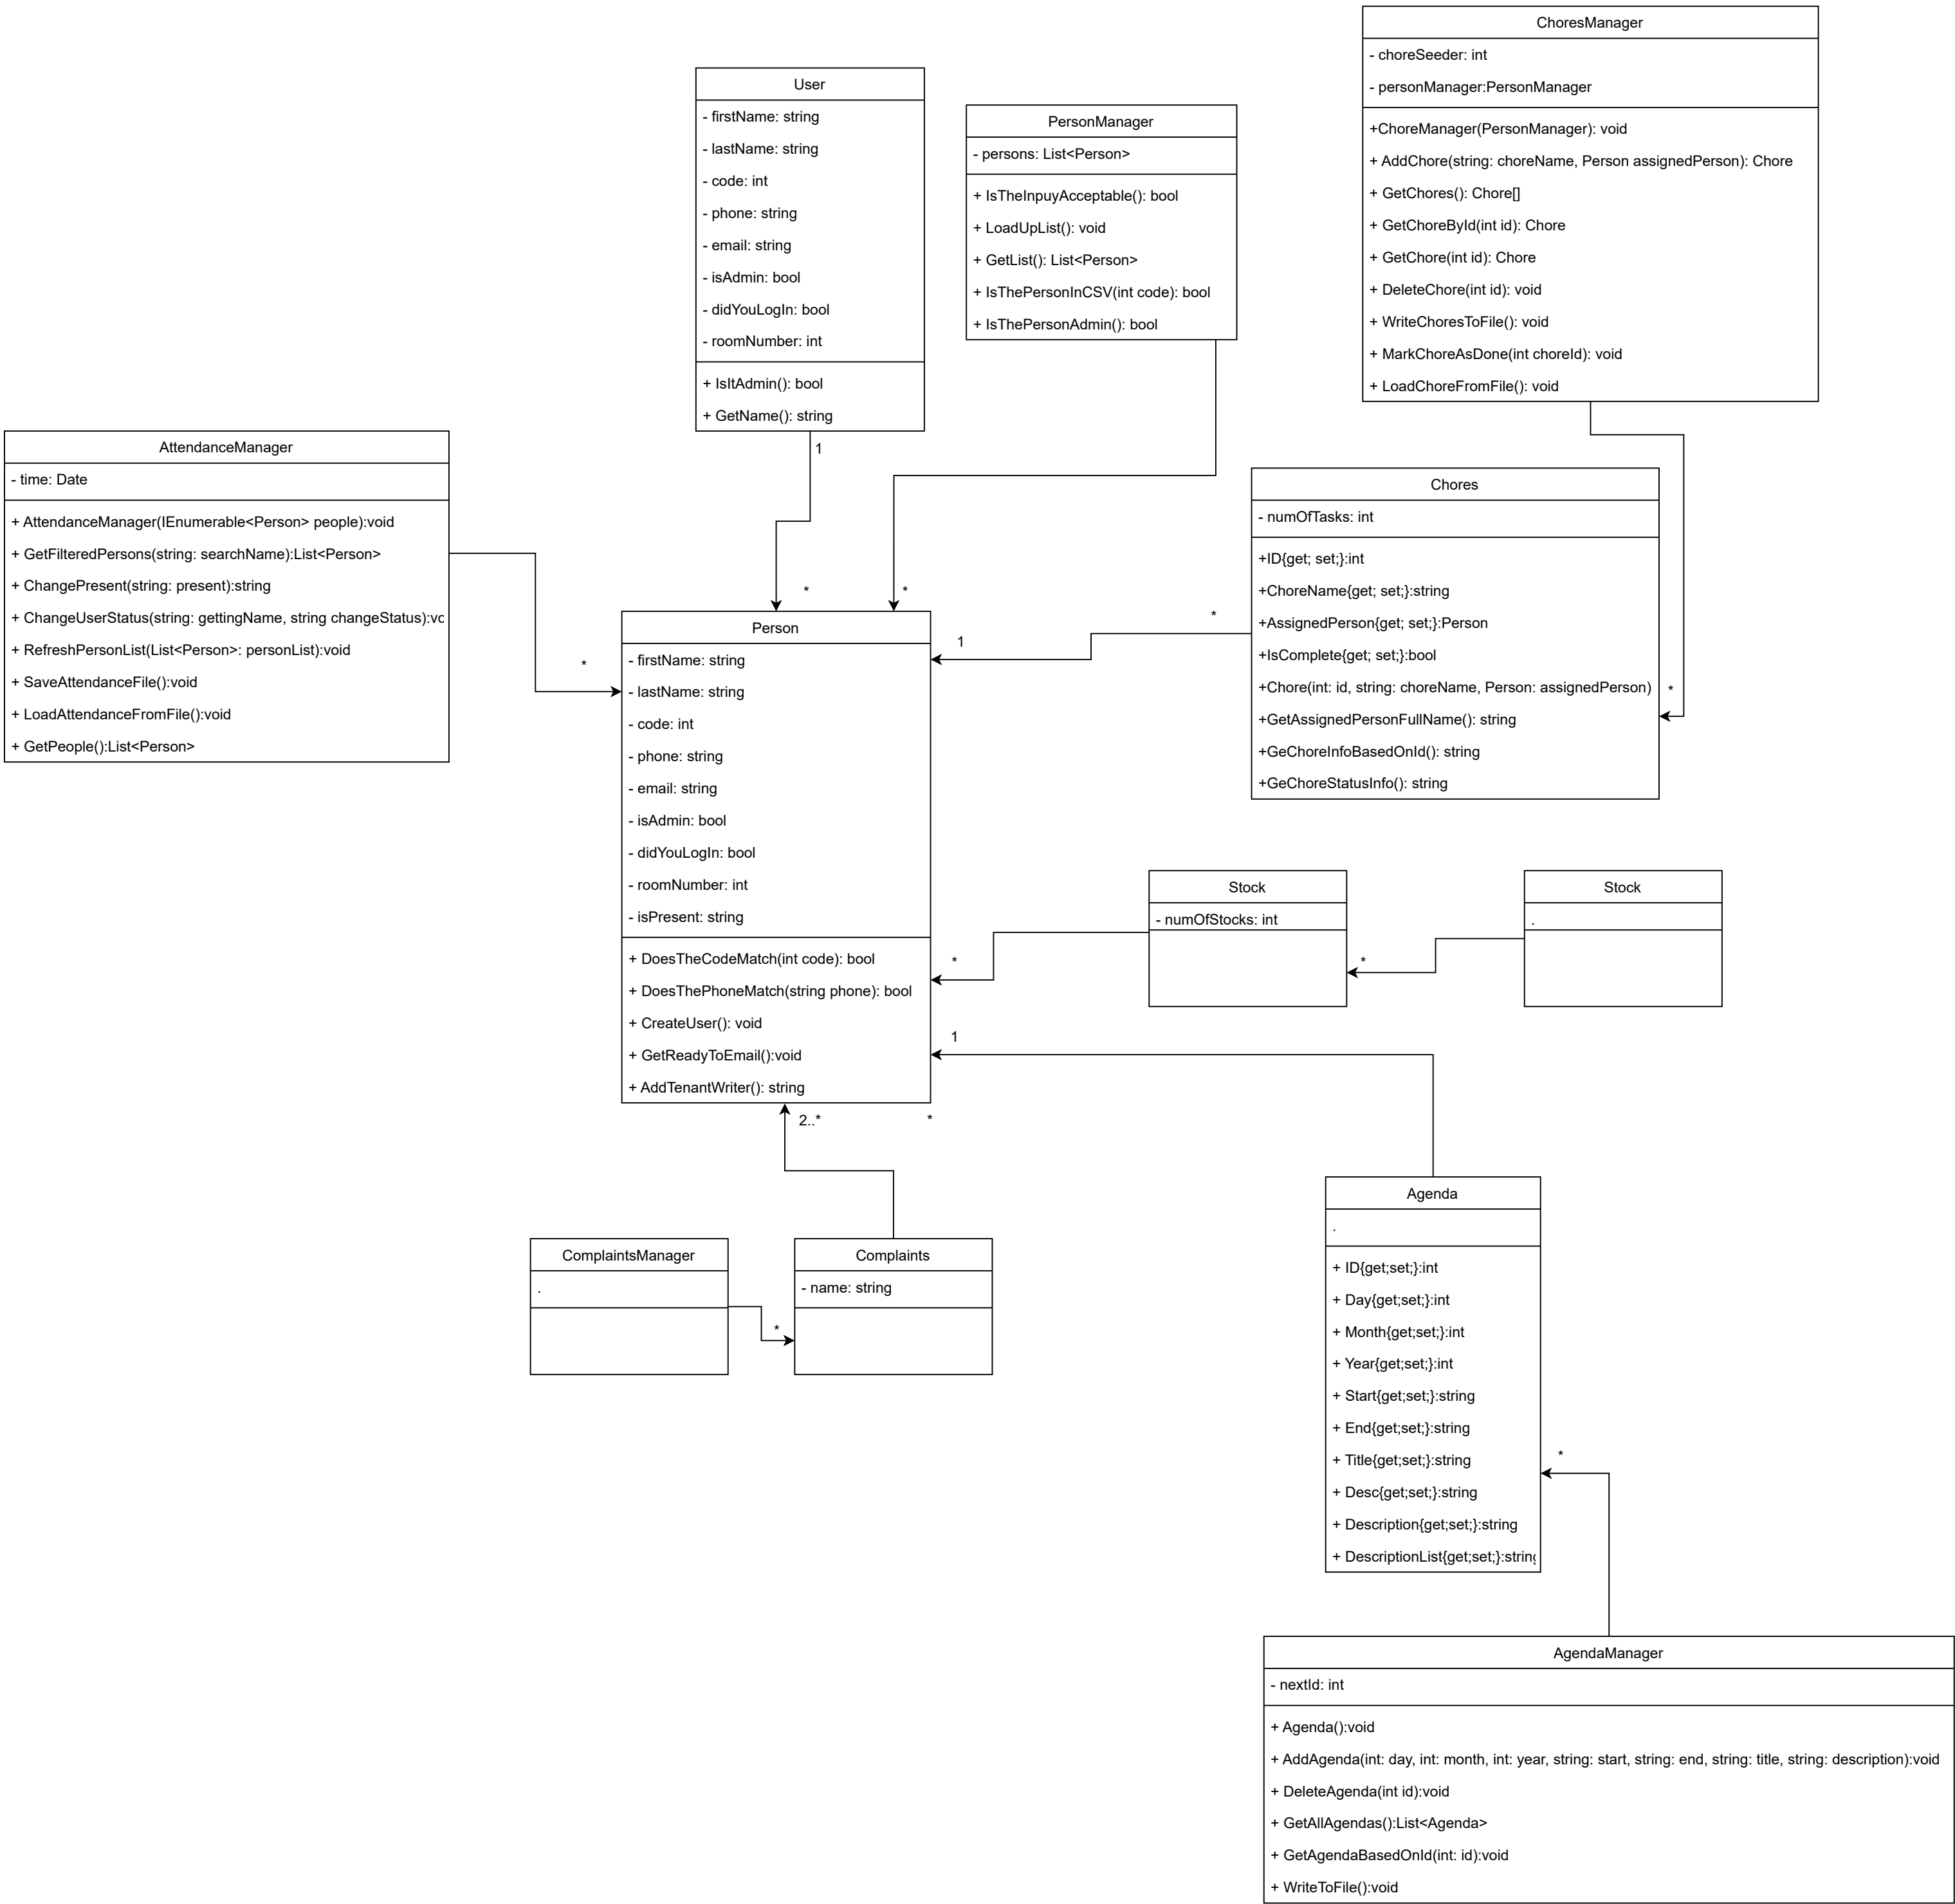 ChoresManager
- choreSeeder: int
- personManager:PersonManager
+ChoreManager(PersonManager): void
+ AddChore(string: choreName, Person assignedPerson): Chore
+ GetChores(): Chore[]
+ GetChoreById(int id): Chore
+ GetChore(int id): Chore
+ DeleteChore(int id): void
+ WriteChoresToFile(): void
+ MarkChoreAsDone(int choreId): void
+ LoadChoreFromFile(): void
User
- firstName: string
- lastName: string
- code: int
- phone: string
- email: string
- isAdmin: bool
- didYouLogIn: bool
- roomNumber: int
+ IsItAdmin(): bool
+ GetName(): string
1
*
PersonManager
- persons: List<Person>
+ IsTheInpuyAcceptable(): bool
+ LoadUpList(): void
+ GetList(): List<Person>
+ IsThePersonInCSV(int code): bool
+ IsThePersonAdmin(): bool
*
AttendanceManager
- time: Date
+ AttendanceManager(IEnumerable<Person> people):void
+ GetFilteredPersons(string: searchName):List<Person>
+ ChangePresent(string: present):string
+ ChangeUserStatus(string: gettingName, string changeStatus):vc
+ RefreshPersonList(List<Person>: personList):void
+ SaveAttendanceFile():void
+ LoadAttendanceFromFile():void
+ GetPeople():List<Person>
*
Chores
- numOfTasks: int
+ID{get; set;}:int
+ChoreName{get; set;}:string
+AssignedPerson{get; set;}:Person
+IsComplete{get; set;}:bool
+Chore(int: id, string: choreName, Person: assignedPerson)
+GetAssignedPersonFullName(): string
+GeChoreInfoBasedOnId(): string
+GeChoreStatusInfo(): string
*
*
1
Person
- firstName: string
- lastName: string
- code: int
- phone: string
- email: string
- isAdmin: bool
- didYouLogIn: bool
- roomNumber: int
- isPresent: string
+ DoesTheCodeMatch(int code): bool
+ DoesThePhoneMatch(string phone): bool
+ CreateUser(): void
+ GetReadyToEmail():void
+ AddTenantWriter(): string
Stock
- numOfStocks: int
*
Stock
.
*
1
2..*
*
ComplaintsManager
.
*
Complaints
- name: string
Agenda
.
+ ID{get;set;}:int
+ Day{get;set;}:int
+ Month{get;set;}:int
+ Year{get;set;}:int
+ Start{get;set;}:string
+ End{get;set;}:string
+ Title{get;set;}:string
+ Desc{get;set;}:string
+ Description{get;set;}:string
+ DescriptionList{get;set;}:string
*
AgendaManager
- nextId: int
+ Agenda():void
+ AddAgenda(int: day, int: month, int: year, string: start, string: end, string: title, string: description):void
+ DeleteAgenda(int id):void
+ GetAllAgendas():List<Agenda>
+ GetAgendaBasedOnId(int: id):void
+ WriteToFile():void